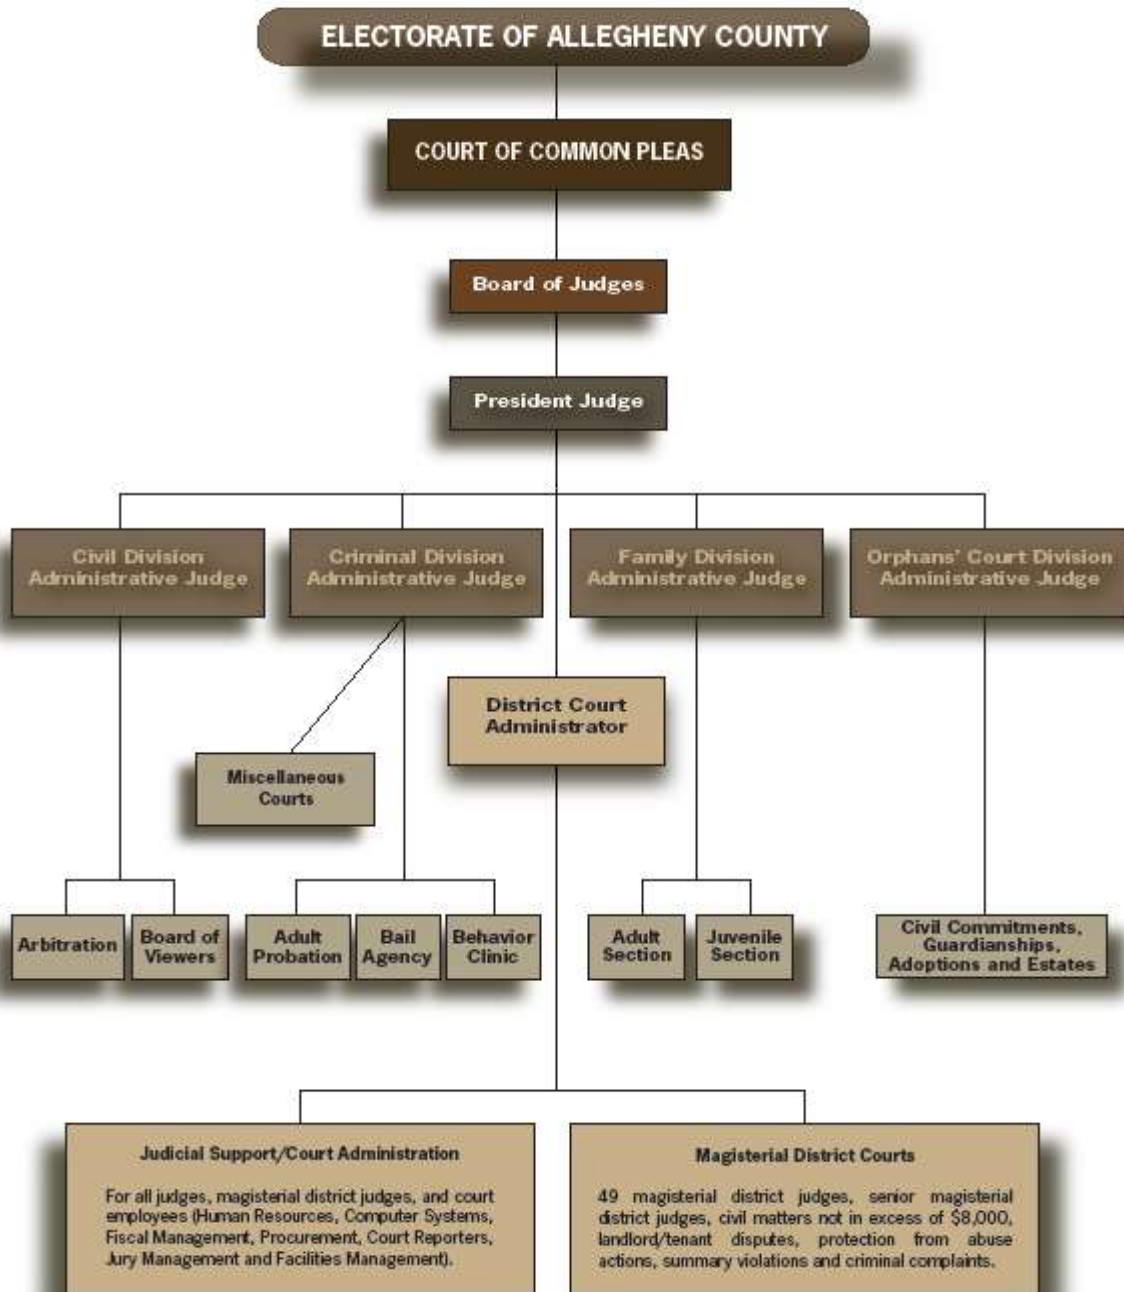 ELECTORATE OF ALLEGHENY COUNTY
COURT OF COMMON PLEAS
Board of Judges
President Judge
Civil Division
Administrative Judge
Criminal Division
Administrative Judge
Family Division
Administrative Judge
Orphans' Court Division
Administrative Judge
District Court
Administrator
Miscellaneous
Courts
Arbitration
Board of
Viewers
Adult
Probation
Bail
Agency
Behavior
Clinic
Adult
Section
Juvenile
Section
Civil Commitments,
Guardianships,
Adoptions and Estates
Judicial Support/Court Administration
For all judges, magisterial district judges, and court
employees (Human Resources, Computer Systems,
Fiscal Management, Procurement, Court Reporters,
Jury Management and Facilities Management).
Magisterial District Courts
49 magisterial district judges, senior magisterial
district judges, civil matters not in excess of $8,000,
landlord/tenant disputes, protection from abuse
actions, summary violations and criminal complaints.